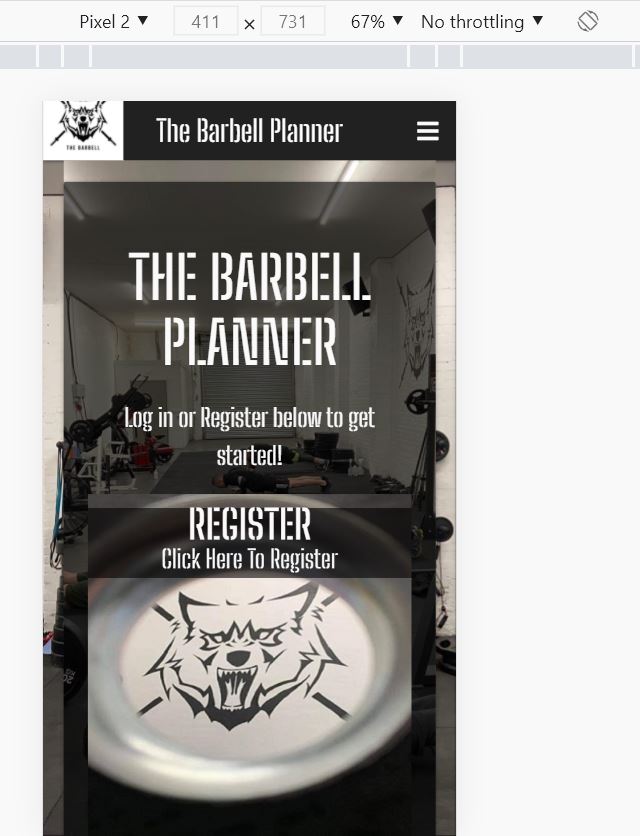 Pixel 2 ▼ 411 × 731 67% ▼ No throttling ▼
THE BARBELL
The Barbell Planner
THE BARBELL
PLANNER
Log in or Register below to get
started!
REGISTER
Click Here To Register